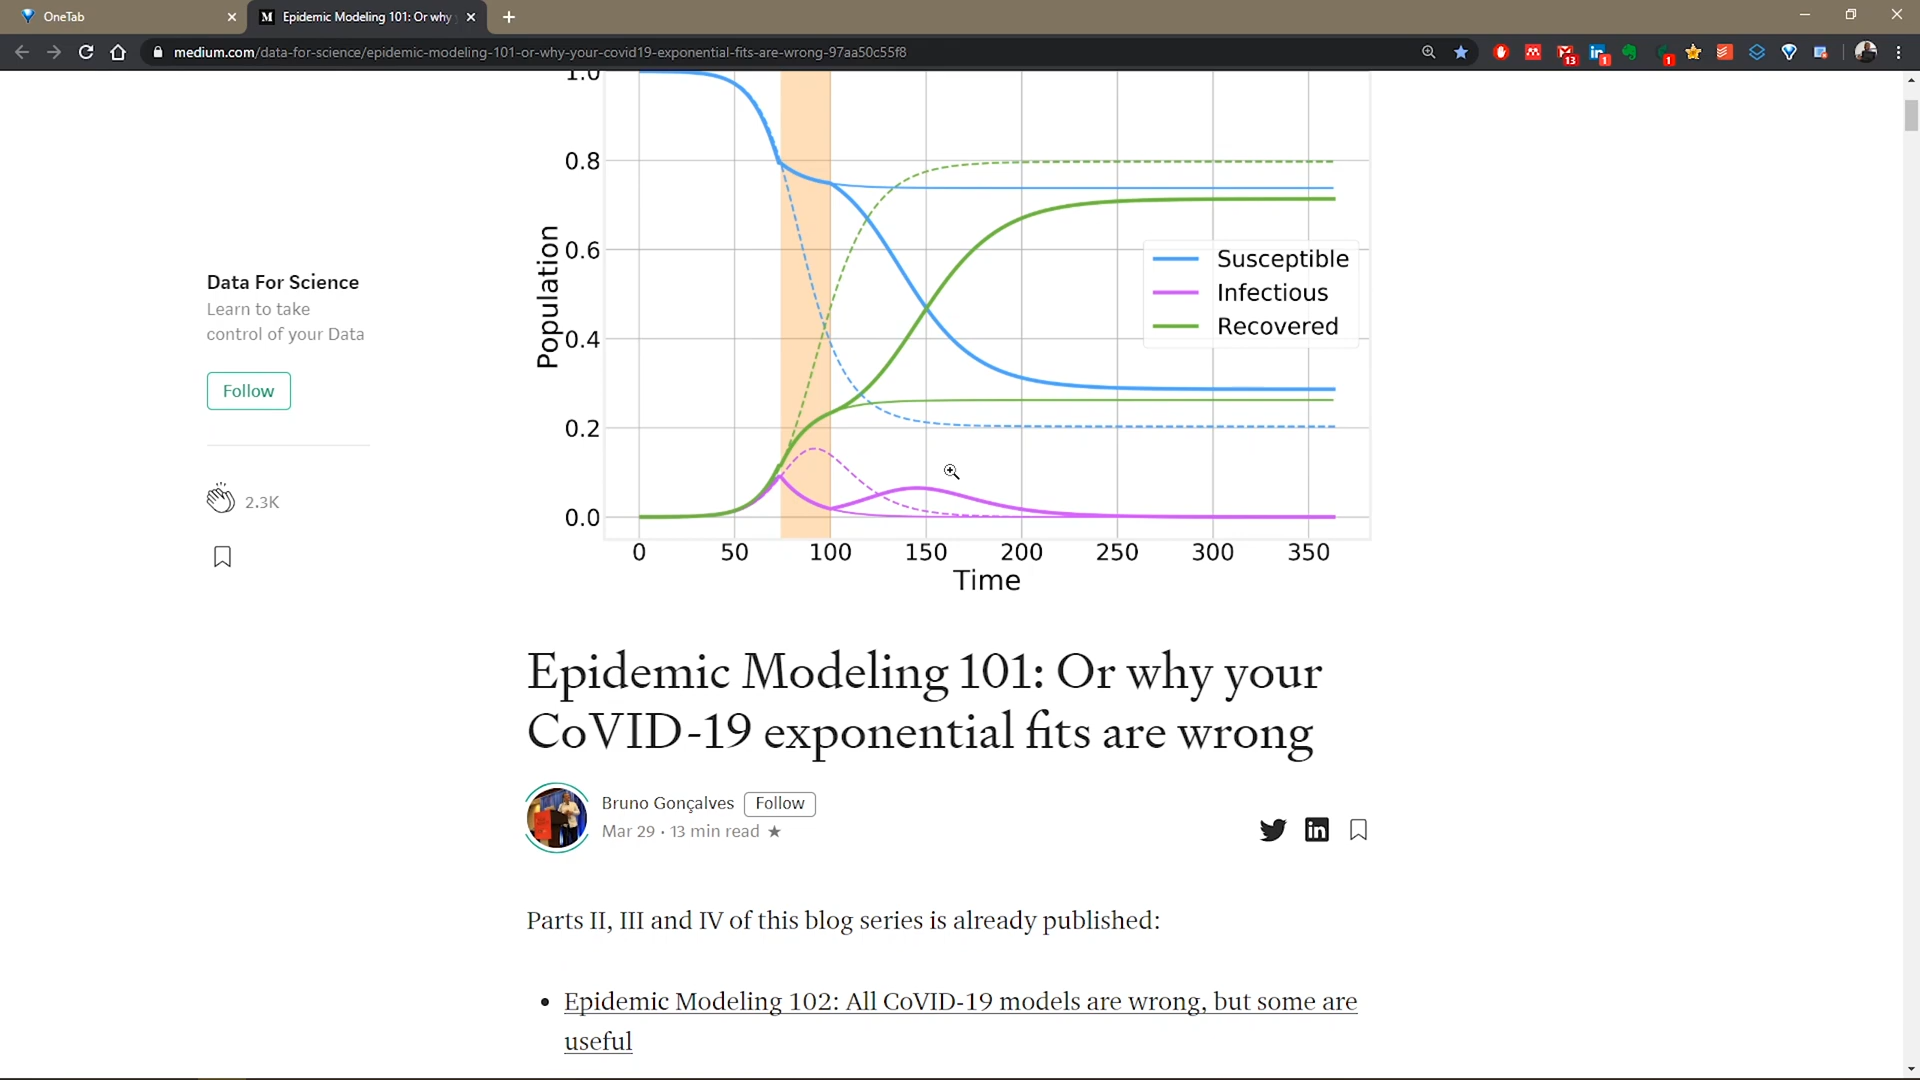 OneTab
Epidemic Modeling 101: Or why
medium.com/data-for-science/epidemic-modeling-101-or-why-your-covid19-exponential-fits-are-wrong-97aa50c55f8
13
1
1
1.0
0.8
0.6
0.4
0.2
0.0
Population
Susceptible
Infectious
Recovered
0 50 100 150 200 250 300 350
Time
Data For Science
Learn to take
control of your Data
Follow
2.3K
Epidemic Modeling 101: Or why your
CoVID-19 exponential fits are wrong
Bruno Gonçalves Follow
Mar 29 · 13 min read ★
Parts II, III and IV of this blog series is already published:
• Epidemic Modeling 102: All CoVID-19 models are wrong, but some are
useful